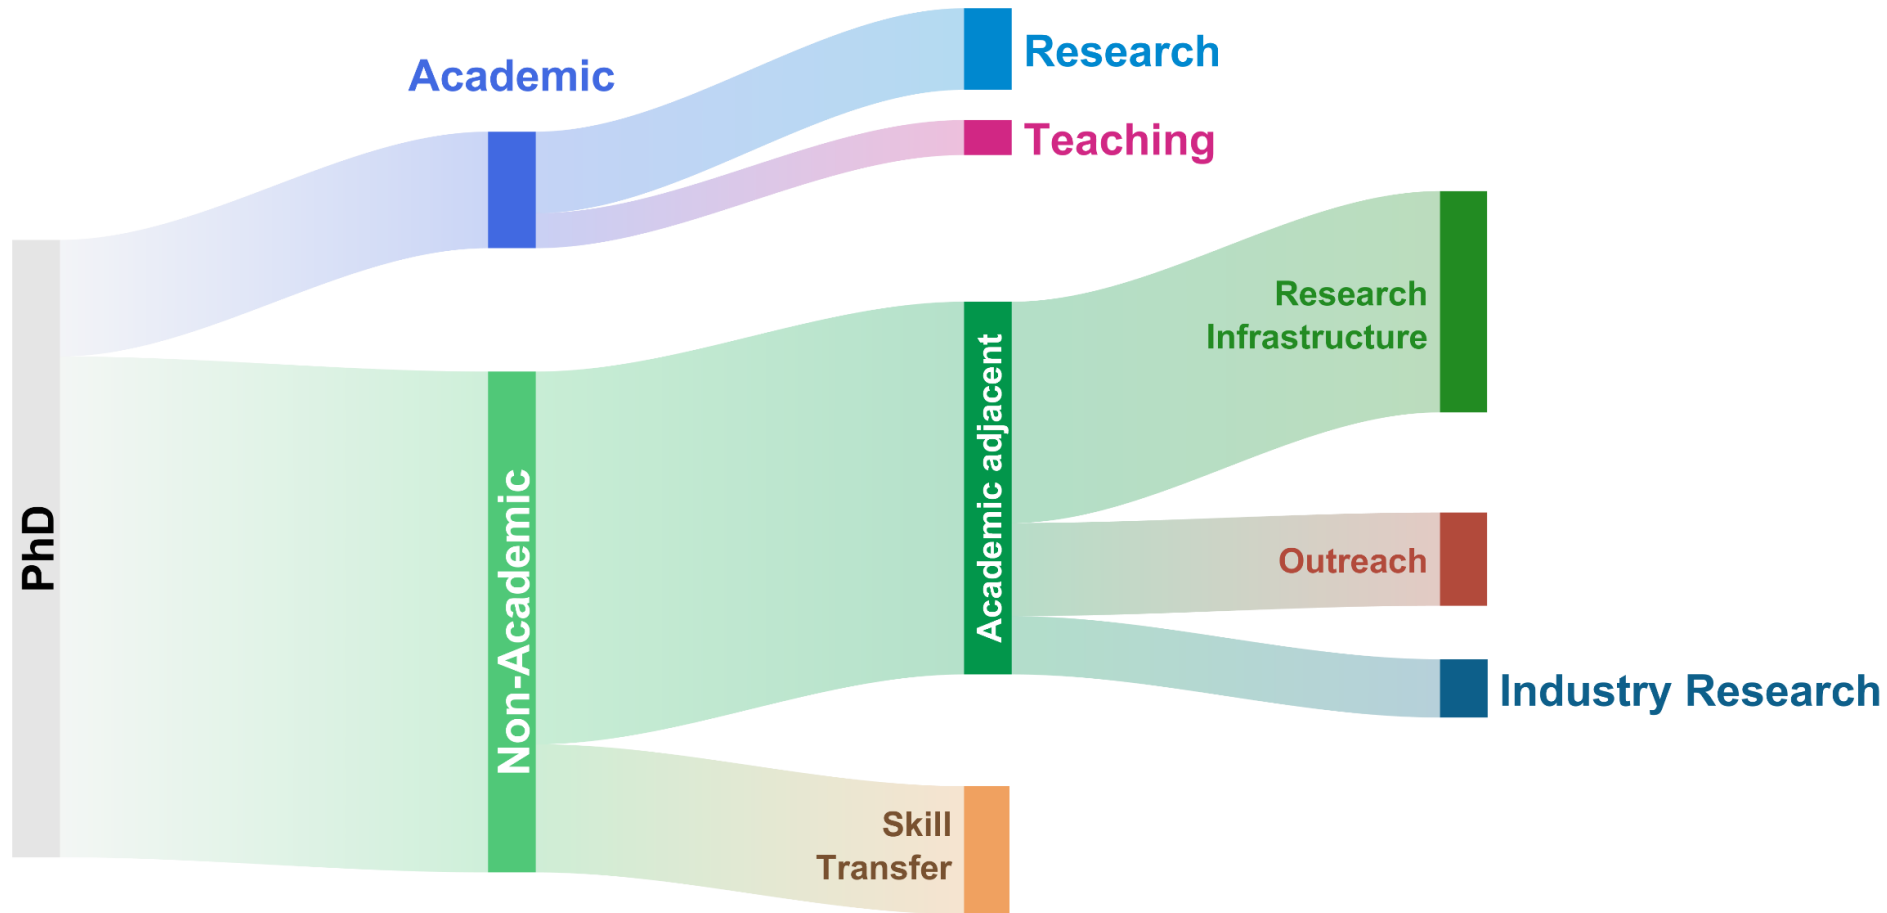 Academic
Research
Teaching
PhD
Non-Academic
Academic adjacent
Research
Infrastructure
Outreach
Industry Research
Skill
Transfer